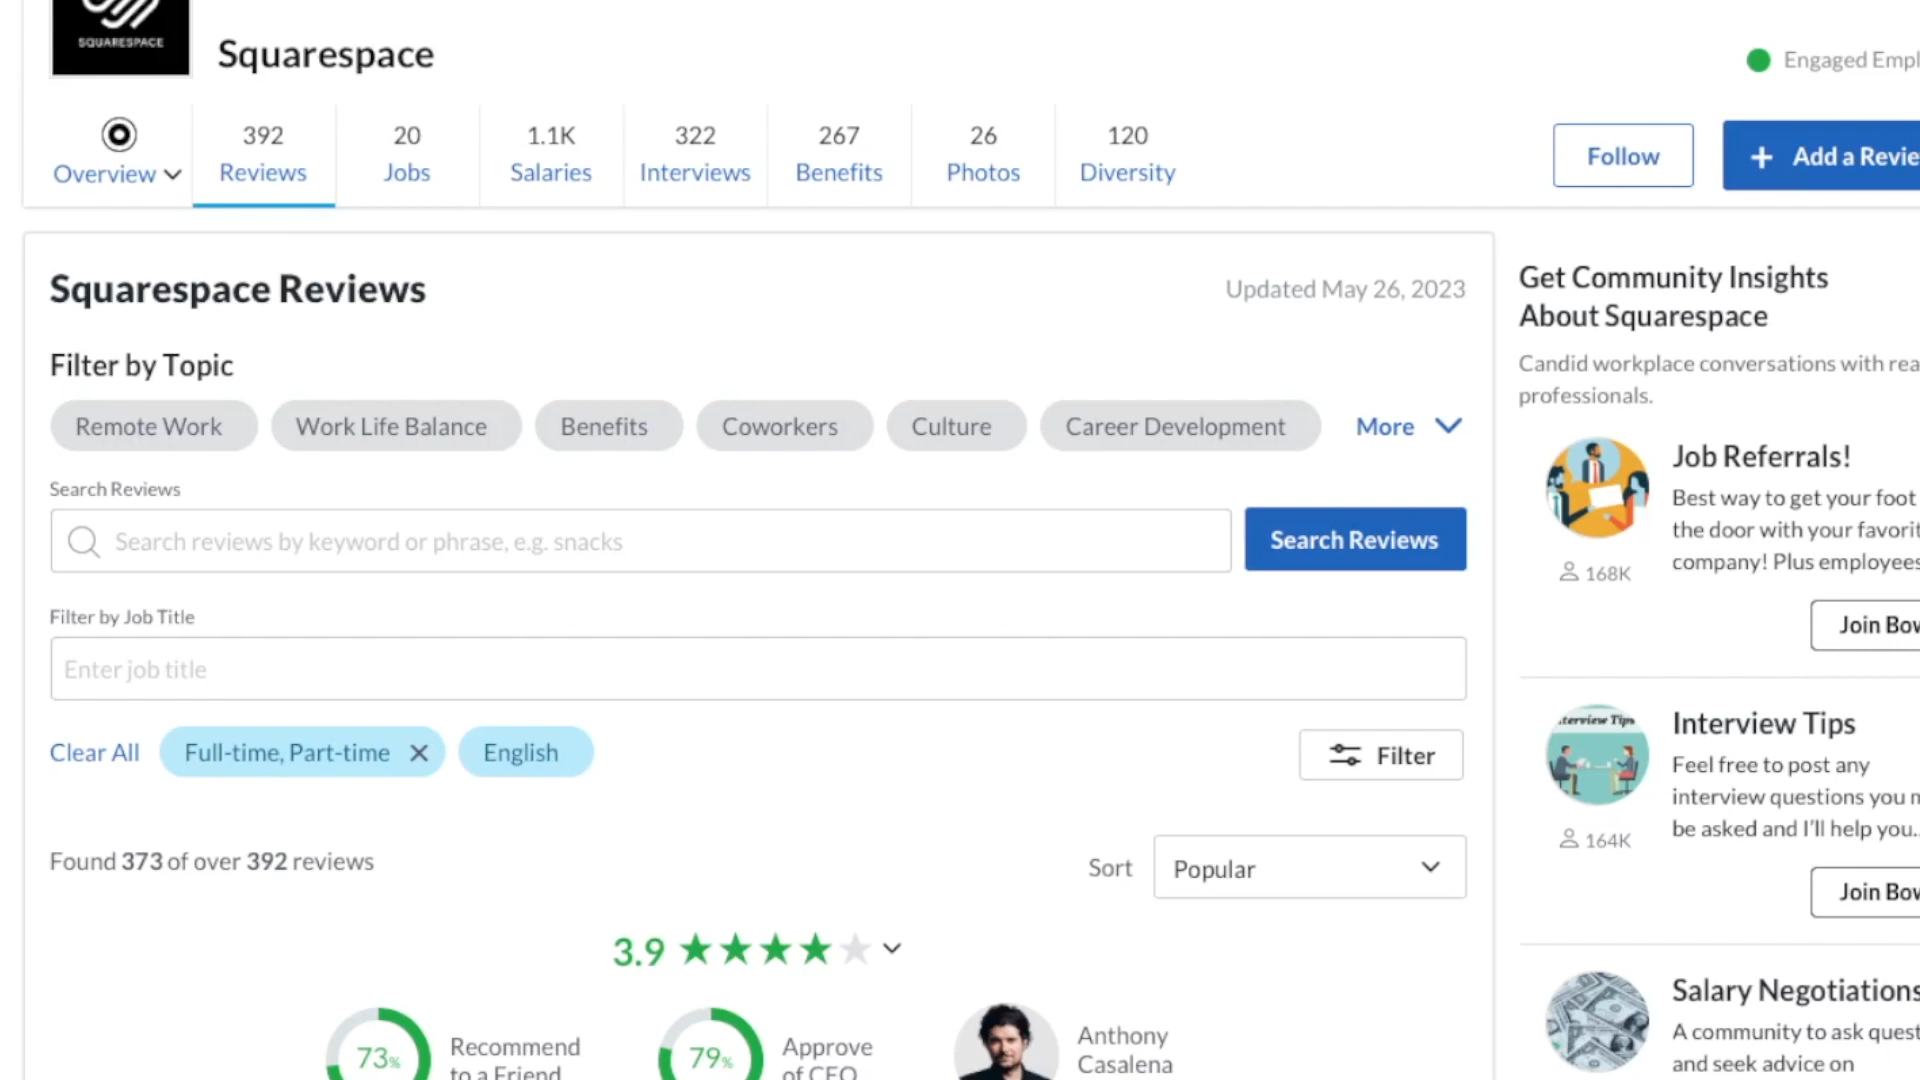 SQUARESPACE
Squarespace
Engaged Empl
Overview
392
Reviews
20
Jobs
1.1K
Salaries
322
Interviews
267
Benefits
26
Photos
120
Diversity
Follow
+ Add a Revie
Squarespace Reviews
Updated May 26, 2023
Filter by Topic
Remote Work
Work Life Balance
Benefits
Coworkers
Culture
Career Development
More
Search Reviews
Search reviews by keyword or phrase, e.g. snacks
Search Reviews
Filter by Job Title
Enter job title
Clear All
Full-time, Part-time
English
Filter
Found 373 of over 392 reviews
Sort
Popular
3.9
73%
Recommend
to a Friend
79%
Approve
of CEO
Anthony
Casalena
Get Community Insights
About Squarespace
Candid workplace conversations with rea
professionals.
Job Referrals!
Best way to get your foot
the door with your favorit
company! Plus employees
168K
Join Bow
terview Tips
Interview Tips
Feel free to post any
interview questions you m
be asked and I'll help you..
164K
Join Bow
Salary Negotiations
A community to ask quest
and seek advice on